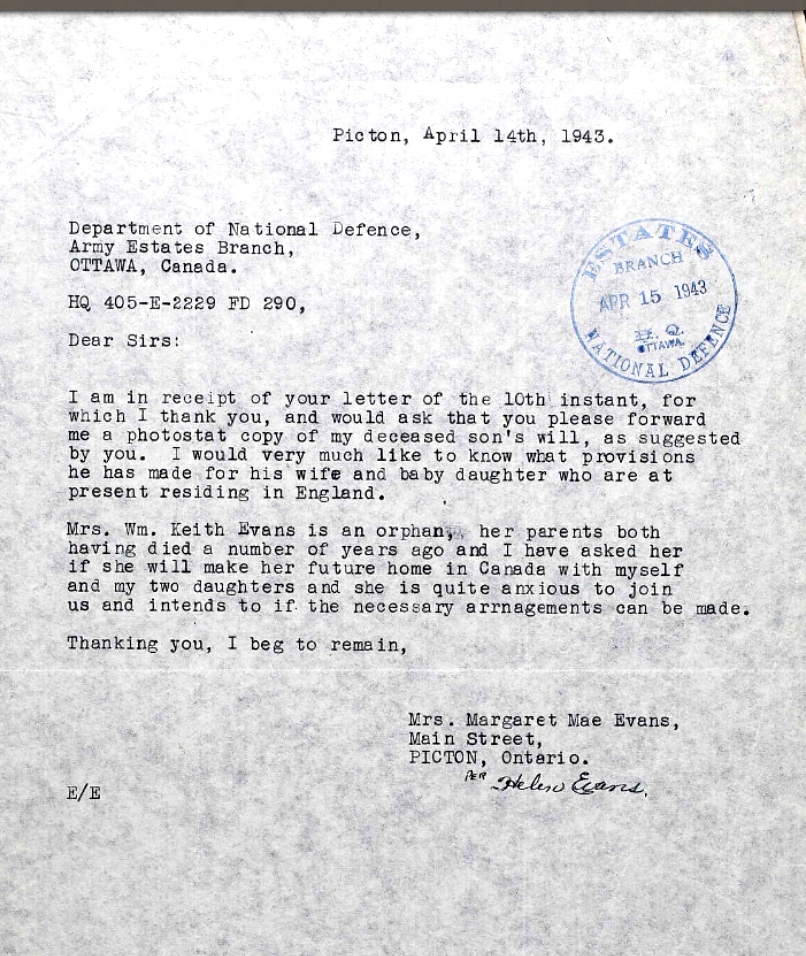 Picton, April 14th, 1943.
Department of National Defence,
Army Estates Branch,
OTTAWA, Canada.
HQ 405-E-2229 FD 290,
Dear Sirs:
ESTATES
BRANCH
APR 15 1943
H. Q.
OTTAWA.
NATIONAL DEFENCE
I am in receipt of your letter of the 10th instant, for
which I thank you, and would ask that you please forward
me a photostat copy of my deceased son's will, as suggested
by you. I would very much like to know what provisions
he has made for his wife and baby daughter who are at
present residing in England.
Mrs. Wm. Keith Evans is an orphan, her parents both
having died a number of years ago and I have asked her
if she will make her future home in Canada with myself
and my two daughters and she is quite anxious to join
us and intends to if the necessary arrnagements can be made.
Thanking you, I beg to remain,
Mrs. Margaret Mae Evans,
Main Street,
PICTON, Ontario.
PER Helen Evans.
E/E